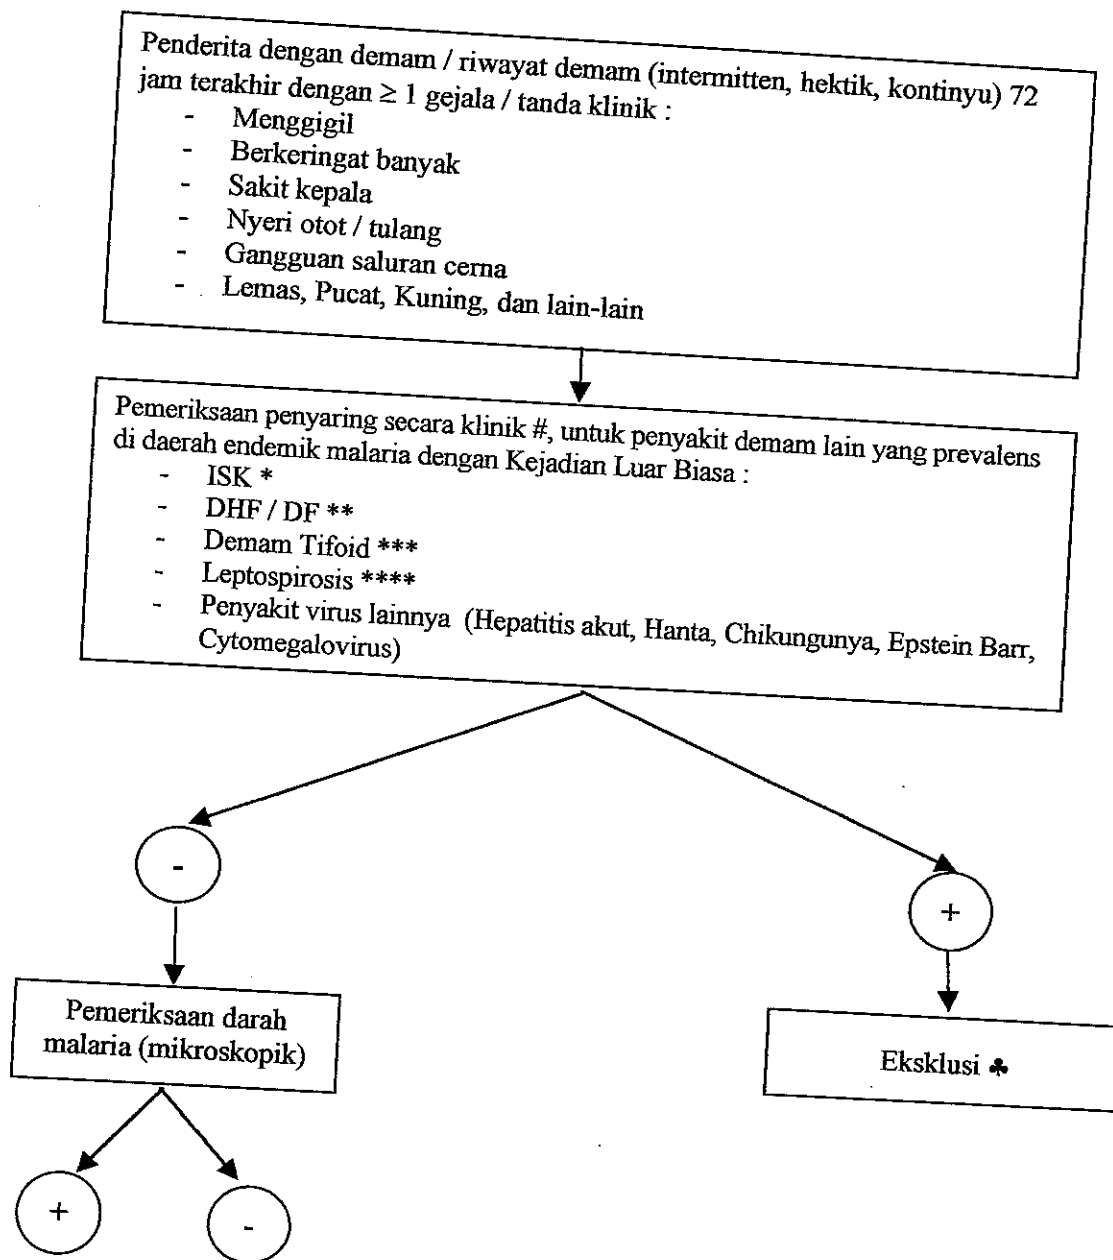 Penderita dengan demam / riwayat demam (intermitten, hektik, kontinyu) 72
jam terakhir dengan ≥ 1 gejala / tanda klinik :
- Menggigil
- Berkeringat banyak
- Sakit kepala
- Nyeri otot / tulang
- Gangguan saluran cerna
- Lemas, Pucat, Kuning, dan lain-lain
Pemeriksaan penyaring secara klinik #, untuk penyakit demam lain yang prevalens
di daerah endemik malaria dengan Kejadian Luar Biasa :
- ISK *
- DHF / DF **
- Demam Tifoid ***
- Leptospirosis ****
- Penyakit virus lainnya (Hepatitis akut, Hanta, Chikungunya, Epstein Barr,
Cytomegalovirus)
-
+
Pemeriksaan darah
malaria (mikroskopik)
Eksklusi ♣
+
-